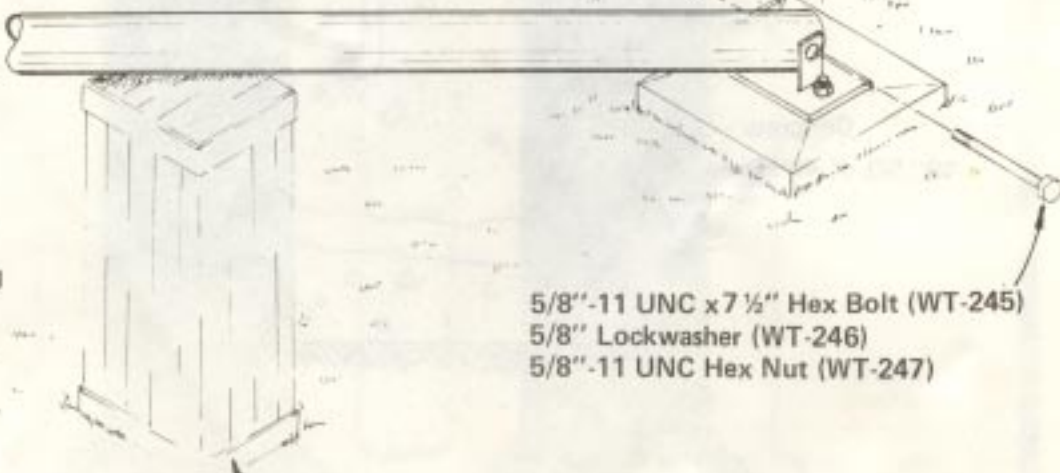 5/8"-11 UNC x 7 ½" Hex Bolt (WT-245)
5/8" Lockwasher (WT-246)
5/8"-11 UNC Hex Nut (WT-247)